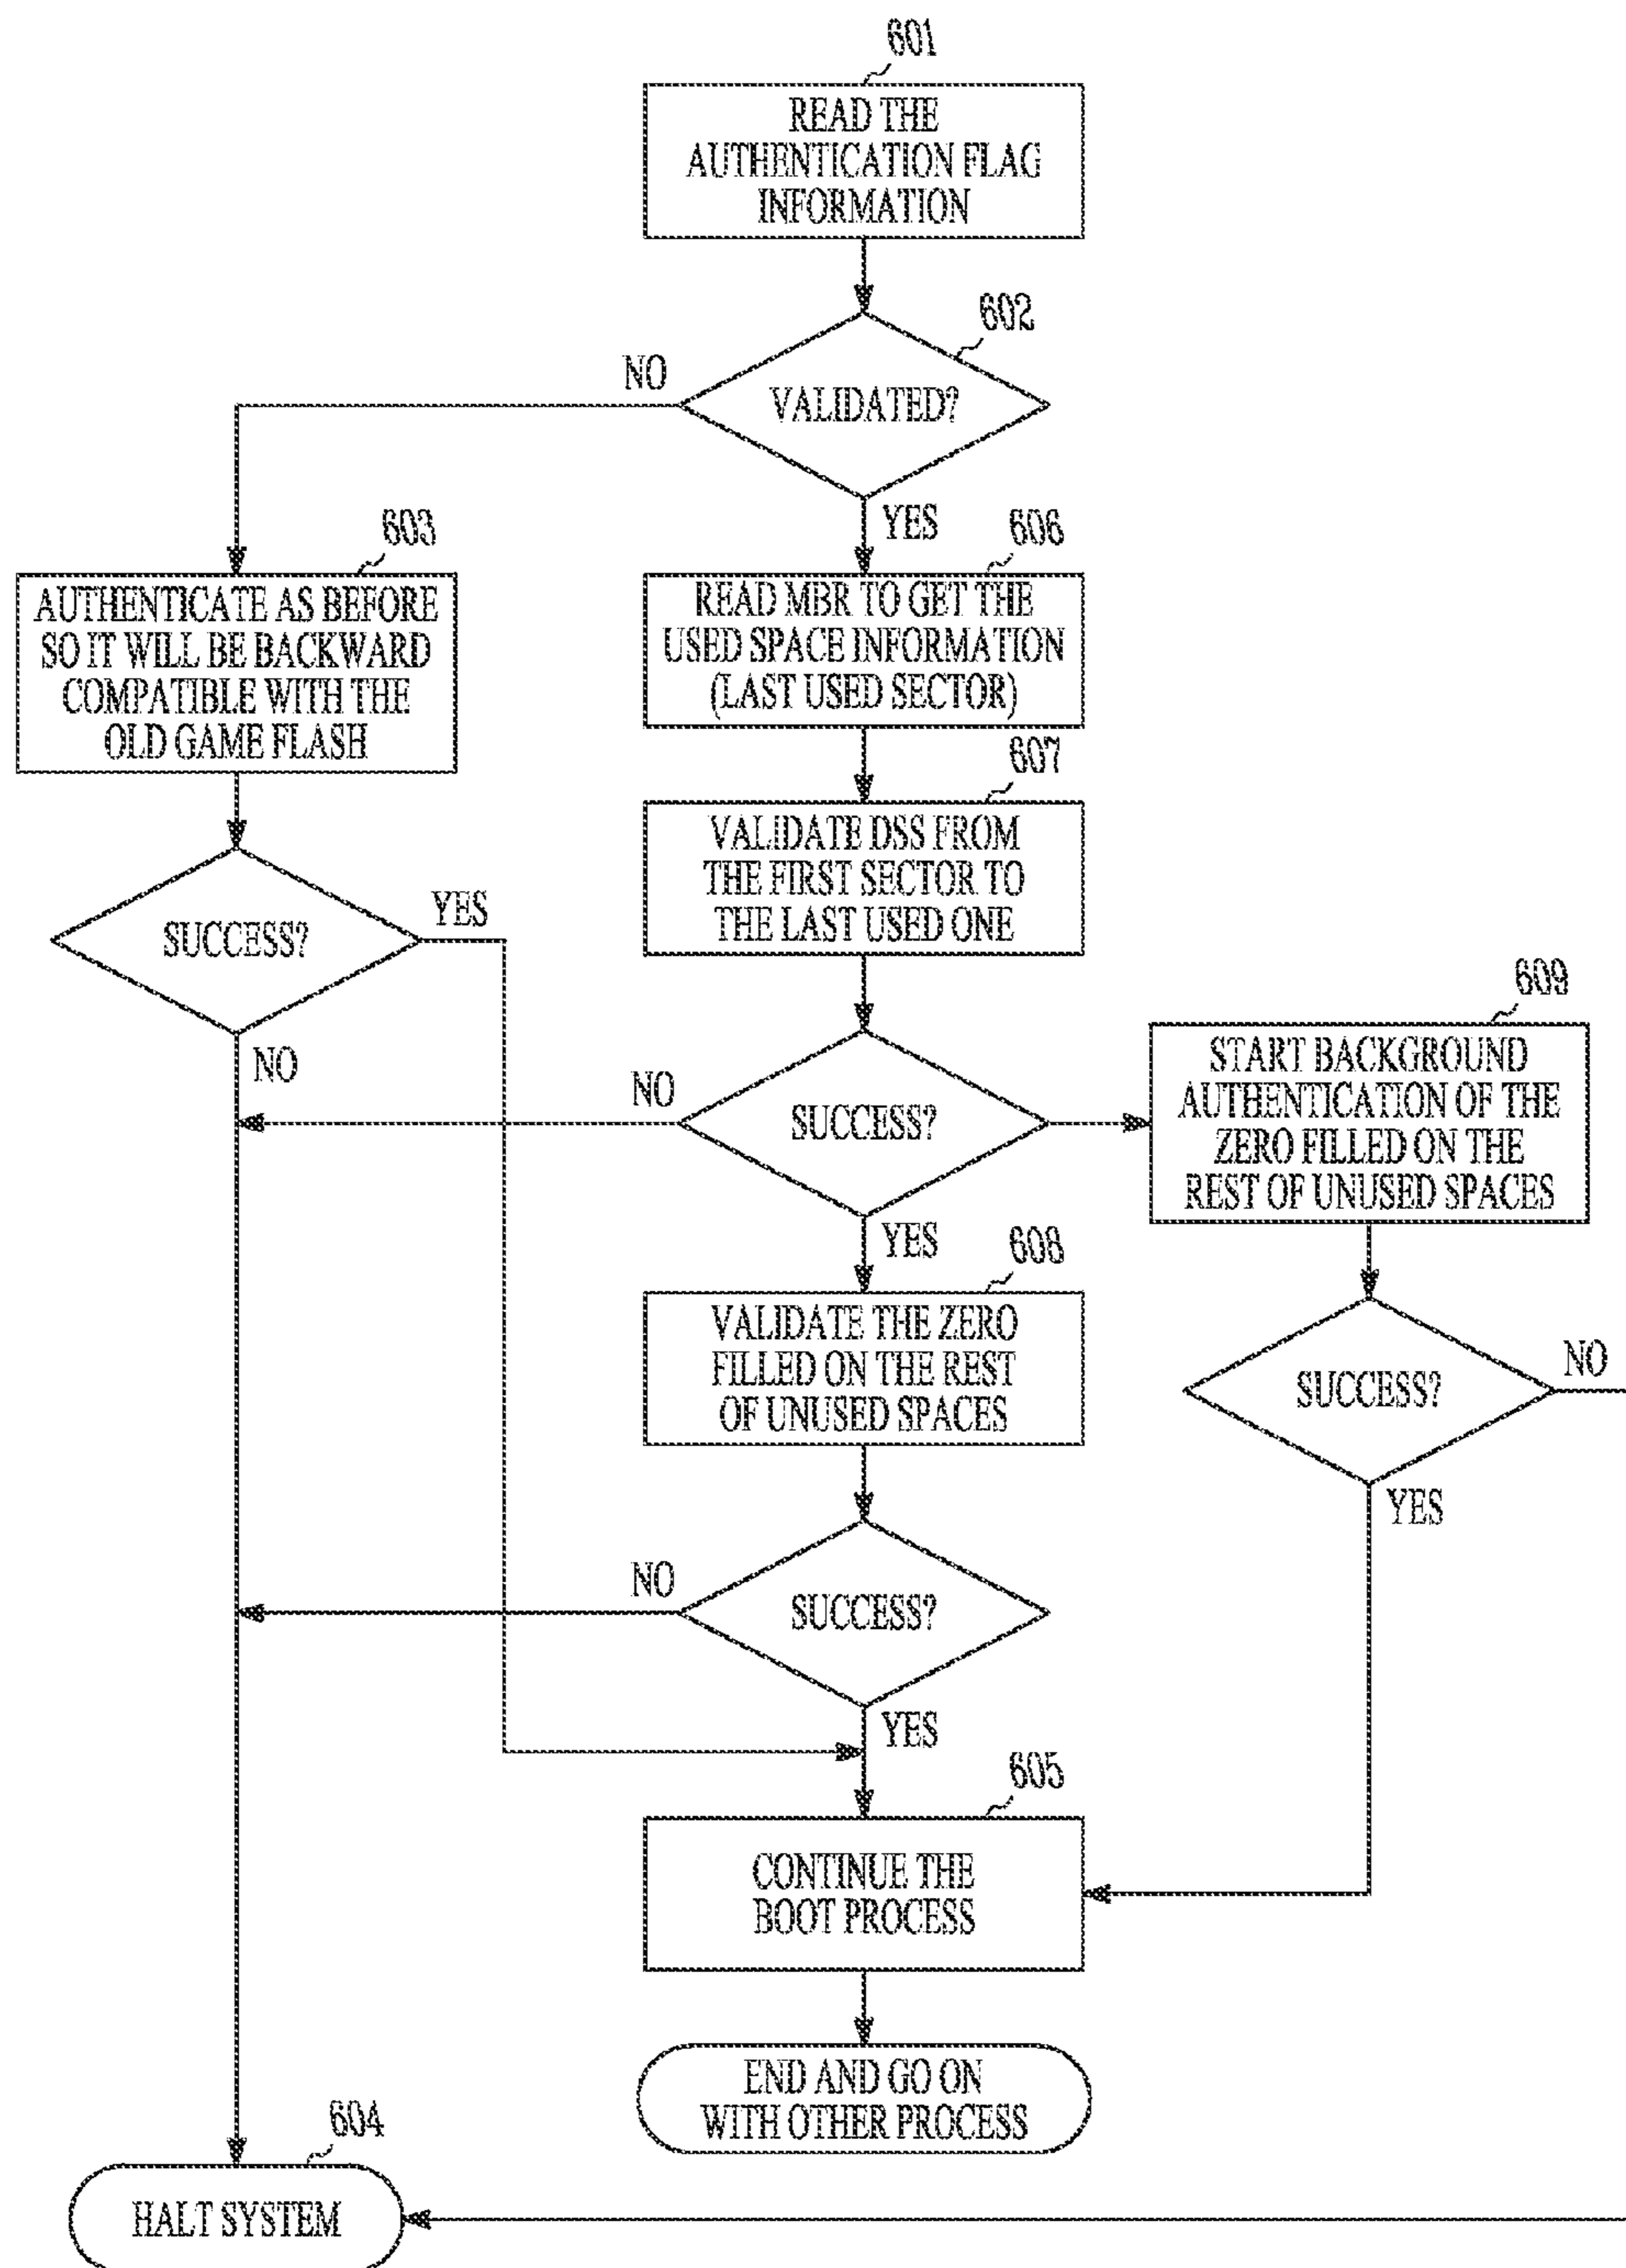 601
READ THE
AUTHENTICATION FLAG
INFORMATION
602
VALIDATED?
NO
YES
603
AUTHENTICATE AS BEFORE
SO IT WILL BE BACKWARD
COMPATIBLE WITH THE
OLD GAME FLASH
606
READ MBR TO GET THE
USED SPACE INFORMATION
(LAST USED SECTOR)
607
VALIDATE DSS FROM
THE FIRST SECTOR TO
THE LAST USED ONE
SUCCESS?
YES
NO
SUCCESS?
NO
YES
609
START BACKGROUND
AUTHENTICATION OF THE
ZERO FILLED ON THE
REST OF UNUSED SPACES
608
VALIDATE THE ZERO
FILLED ON THE REST
OF UNUSED SPACES
SUCCESS?
NO
YES
SUCCESS?
NO
YES
605
CONTINUE THE
BOOT PROCESS
END AND GO ON
WITH OTHER PROCESS
604
HALT SYSTEM